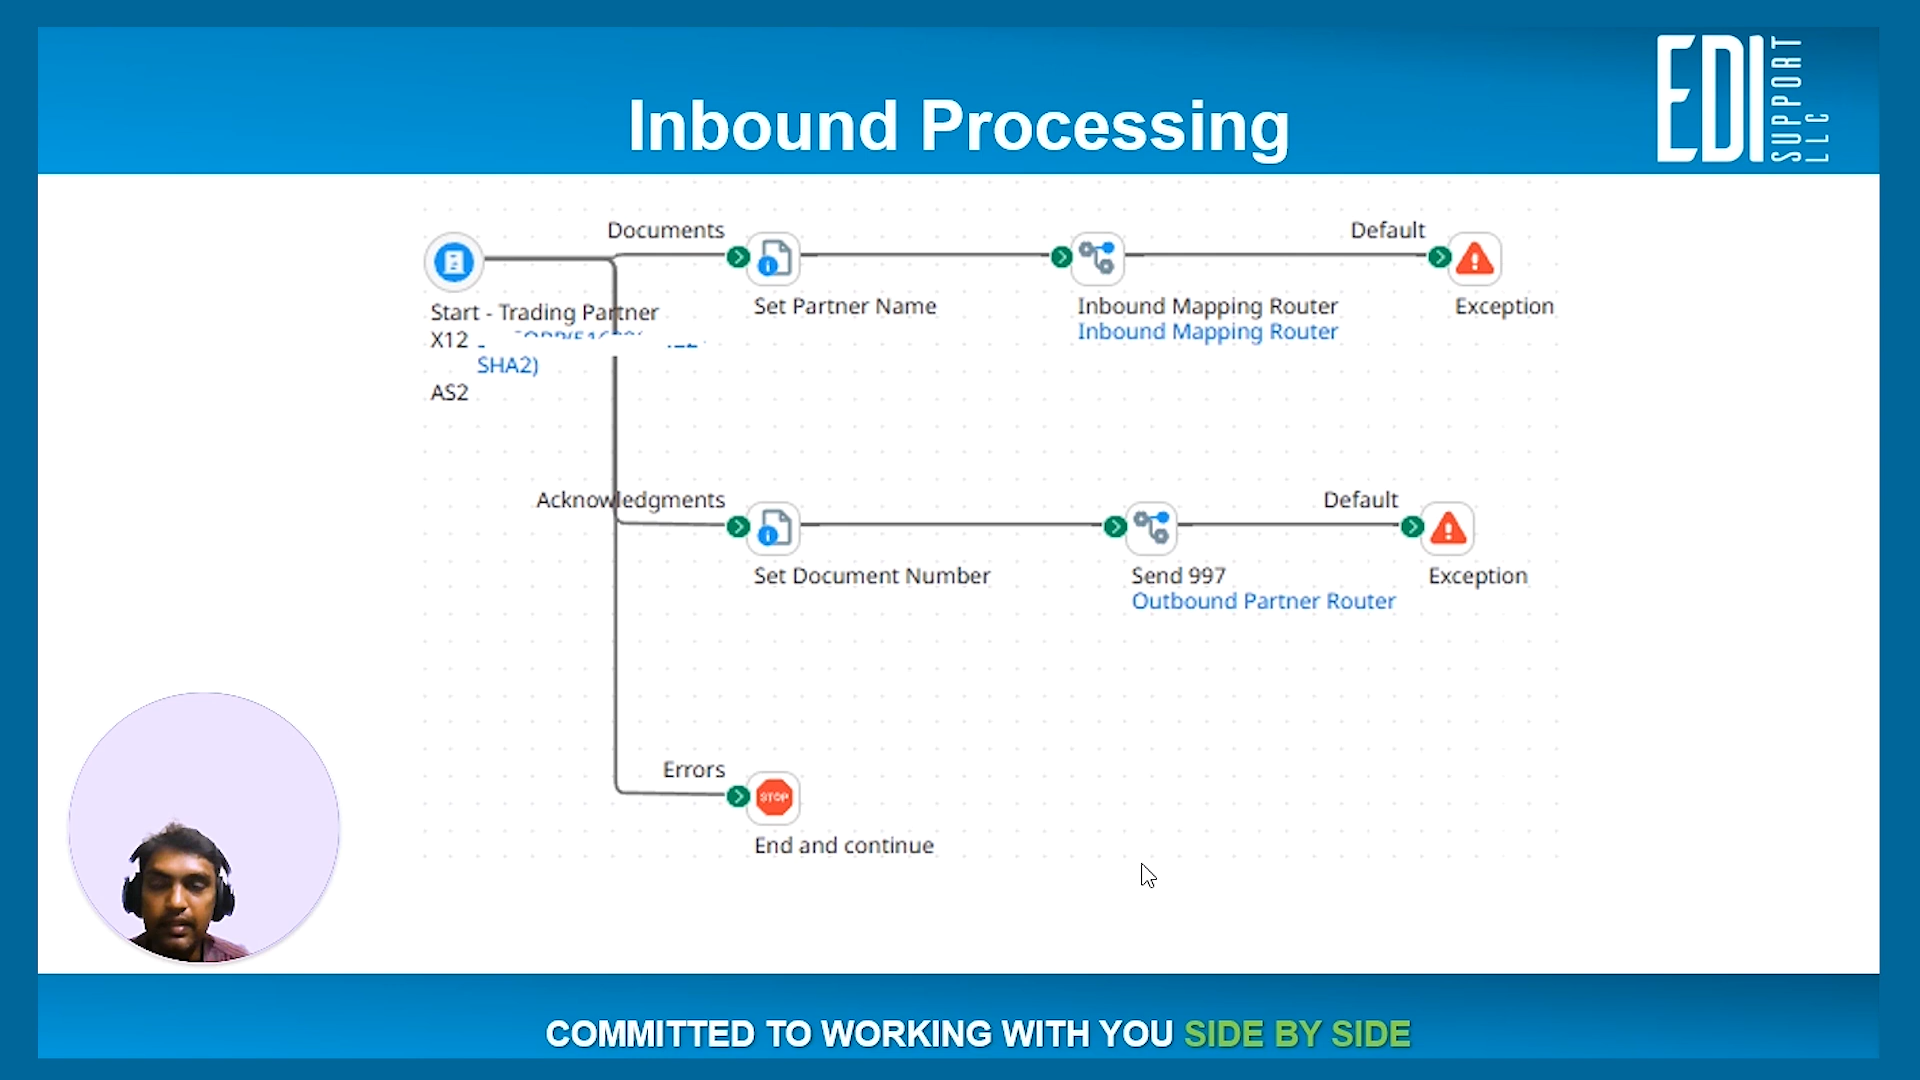 Inbound Processing
EDI
SUPPORT
LLC
Documents
Default
Set Partner Name
Inbound Mapping Router
Inbound Mapping Router
Exception
Start - Trading Partner
X12
SHA2)
AS2
Acknowledgments
Default
Set Document Number
Send 997
Outbound Partner Router
Exception
Errors
STOP
End and continue
COMMITTED TO WORKING WITH YOU SIDE BY SIDE